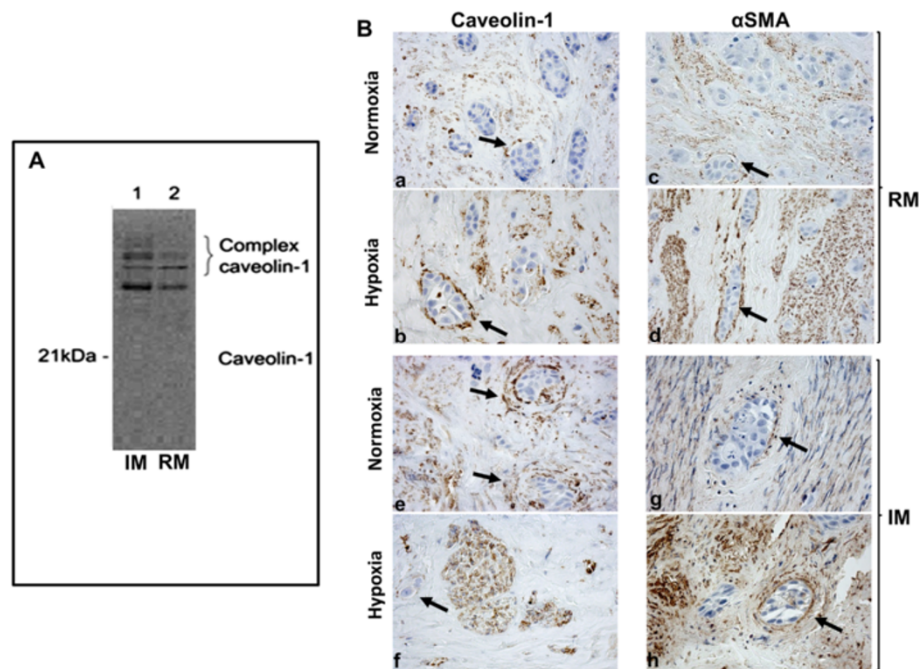 A
1 2
Complex
caveolin-1
21kDa -
Caveolin-1
IM RM
B
Caveolin-1
αSMA
Normoxia
a
c
Hypoxia
b
d
RM
Normoxia
e
g
Hypoxia
f
h
IM